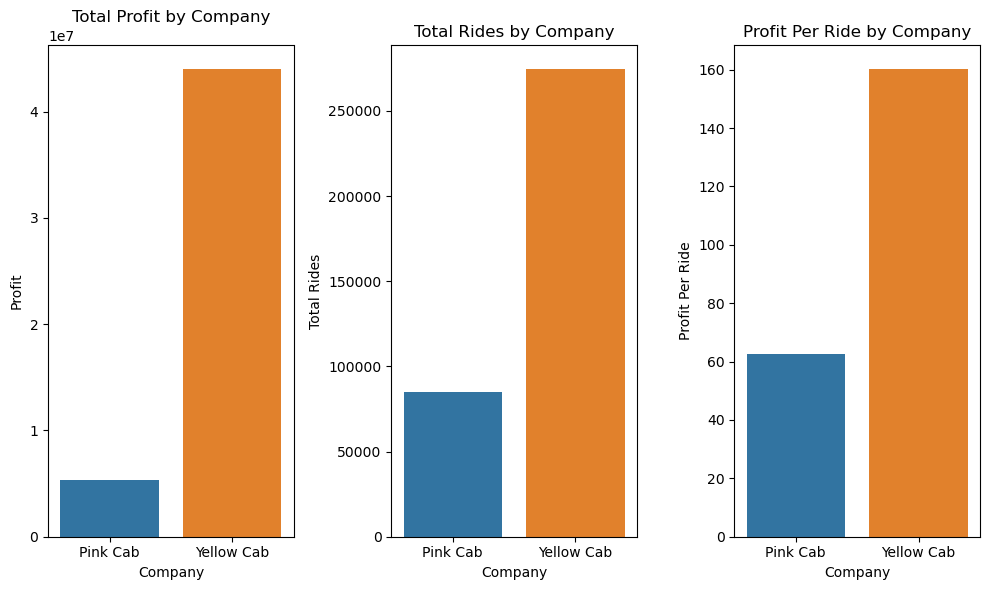 Total Profit by Company
1e7
4
3
2
1
0
Profit
Pink Cab
Yellow Cab
Company
Total Rides by Company
250000
200000
150000
100000
50000
0
Total Rides
Pink Cab
Yellow Cab
Company
Profit Per Ride by Company
160
140
120
100
80
60
40
20
0
Profit Per Ride
Pink Cab
Yellow Cab
Company